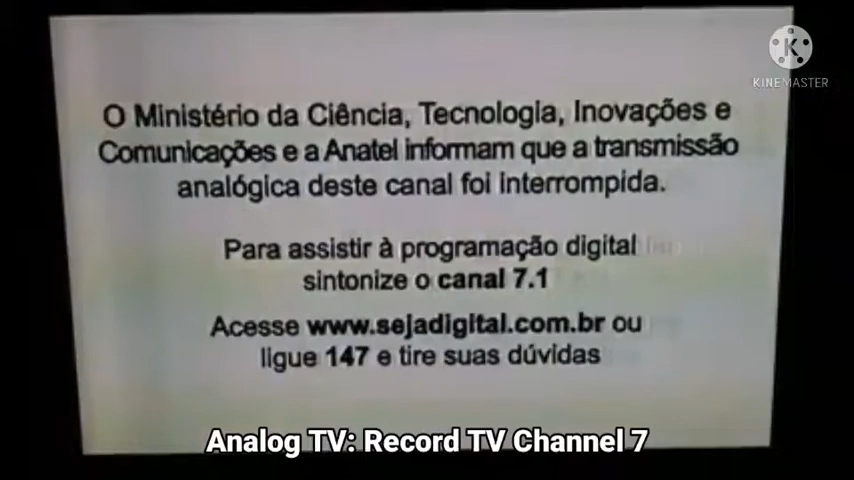 K
KINEMASTER
O Ministério da Ciência, Tecnologia, Inovações e
Comunicações e a Anatel informam que a transmissão
analógica deste canal foi interrompida.
Para assistir à programação digital
sintonize o canal 7.1
Acesse www.sejadigital.com.br ou
ligue 147 e tire suas dúvidas
Analog TV: Record TV Channel 7